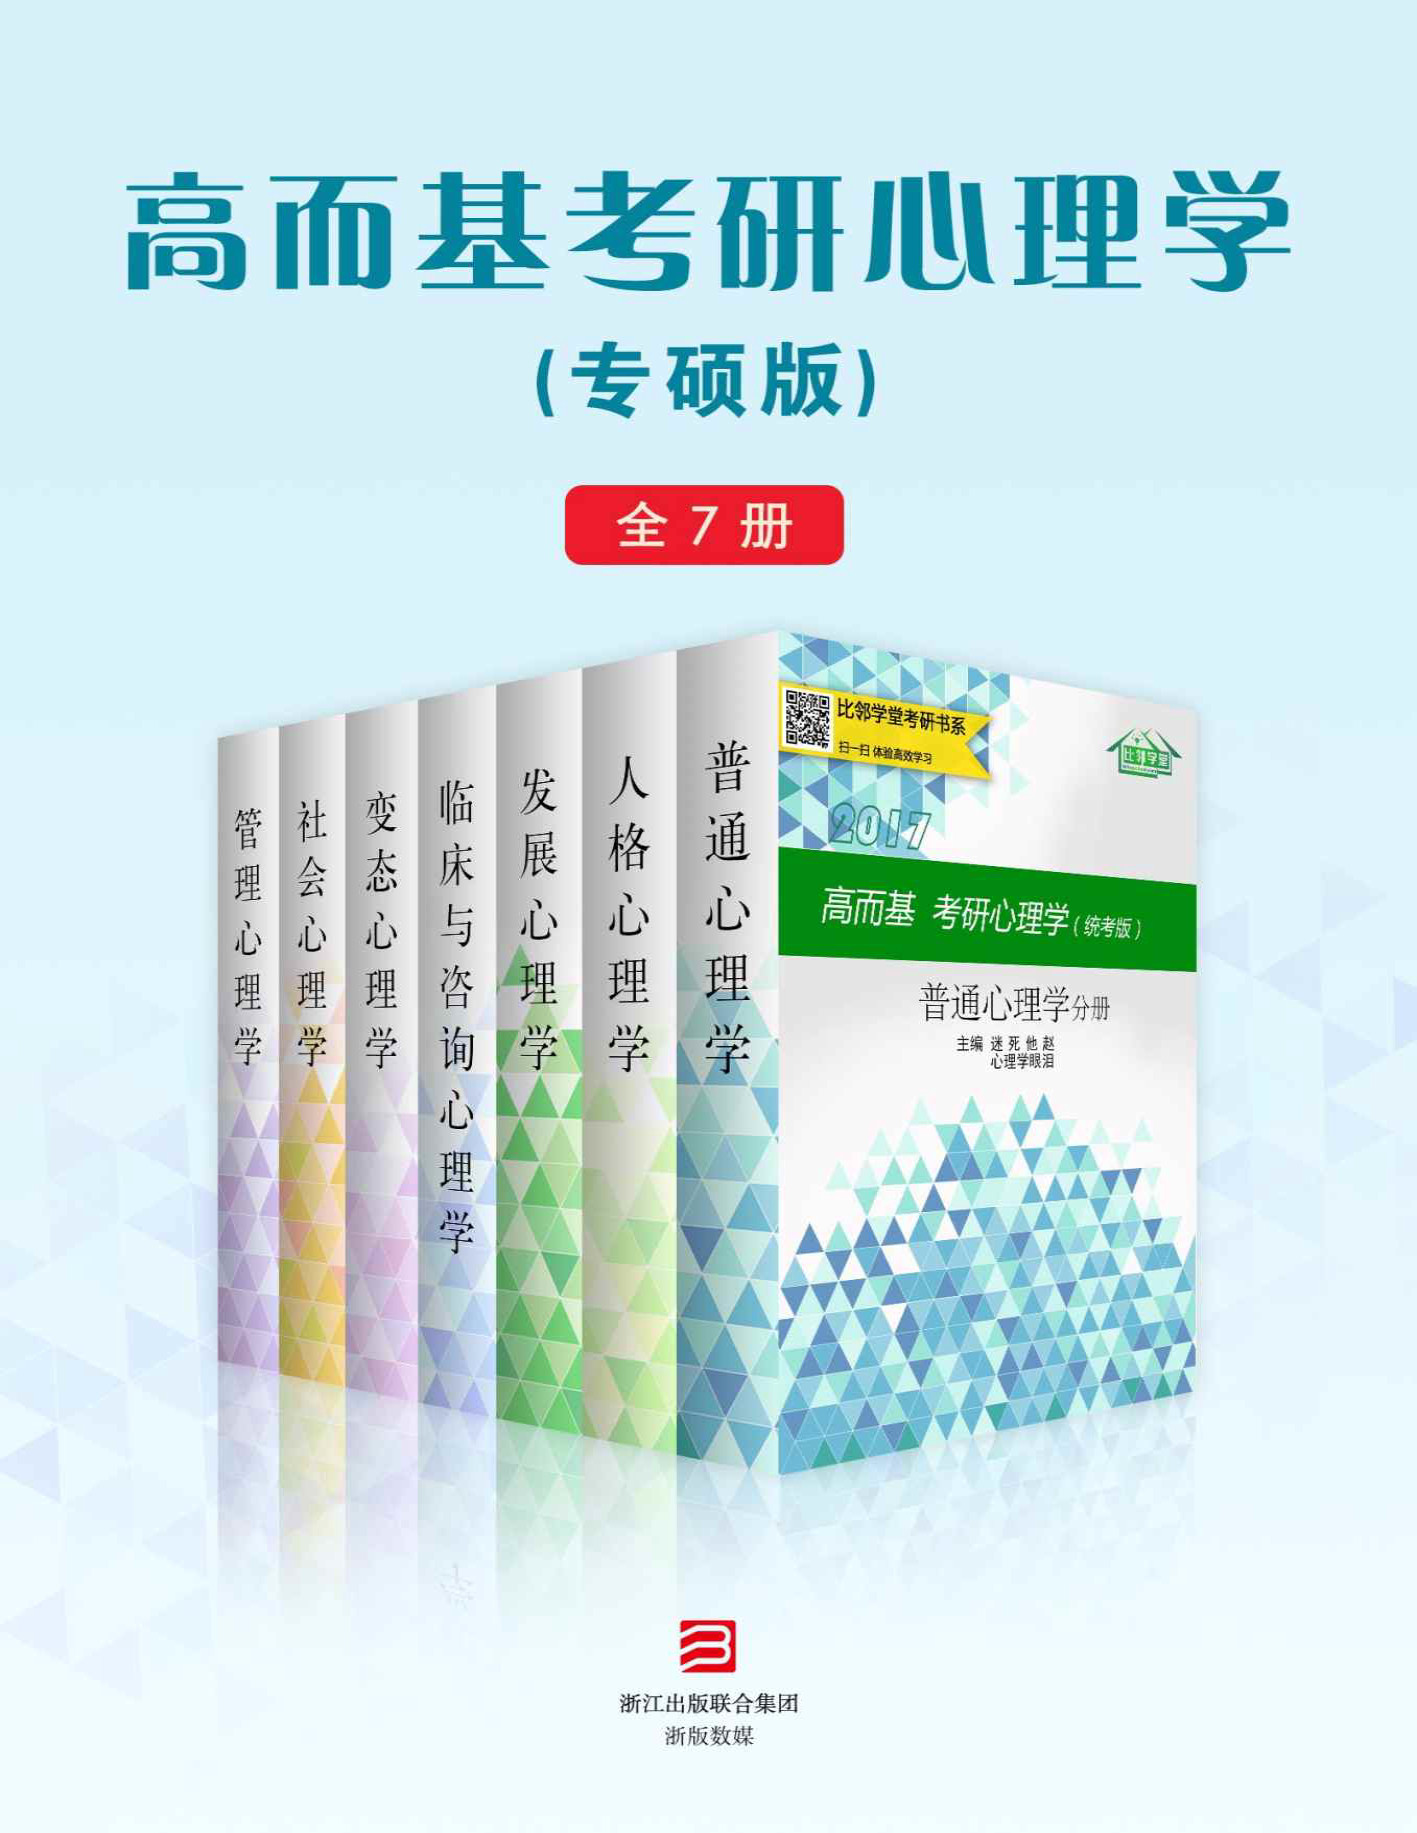 高而基考研心理学
(专硕版)
全7册
管理心理学
社会心理学
变态心理学
临床与咨询心理学
发展心理学
人格心理学
普通心理学
比邻学堂考研书系
扫一扫 体验高效学习
比邻学堂
2017
高而基 考研心理学(统考版)
普通心理学分册
主编 迷死他赵
心理学眼泪
浙江出版联合集团
浙版数媒